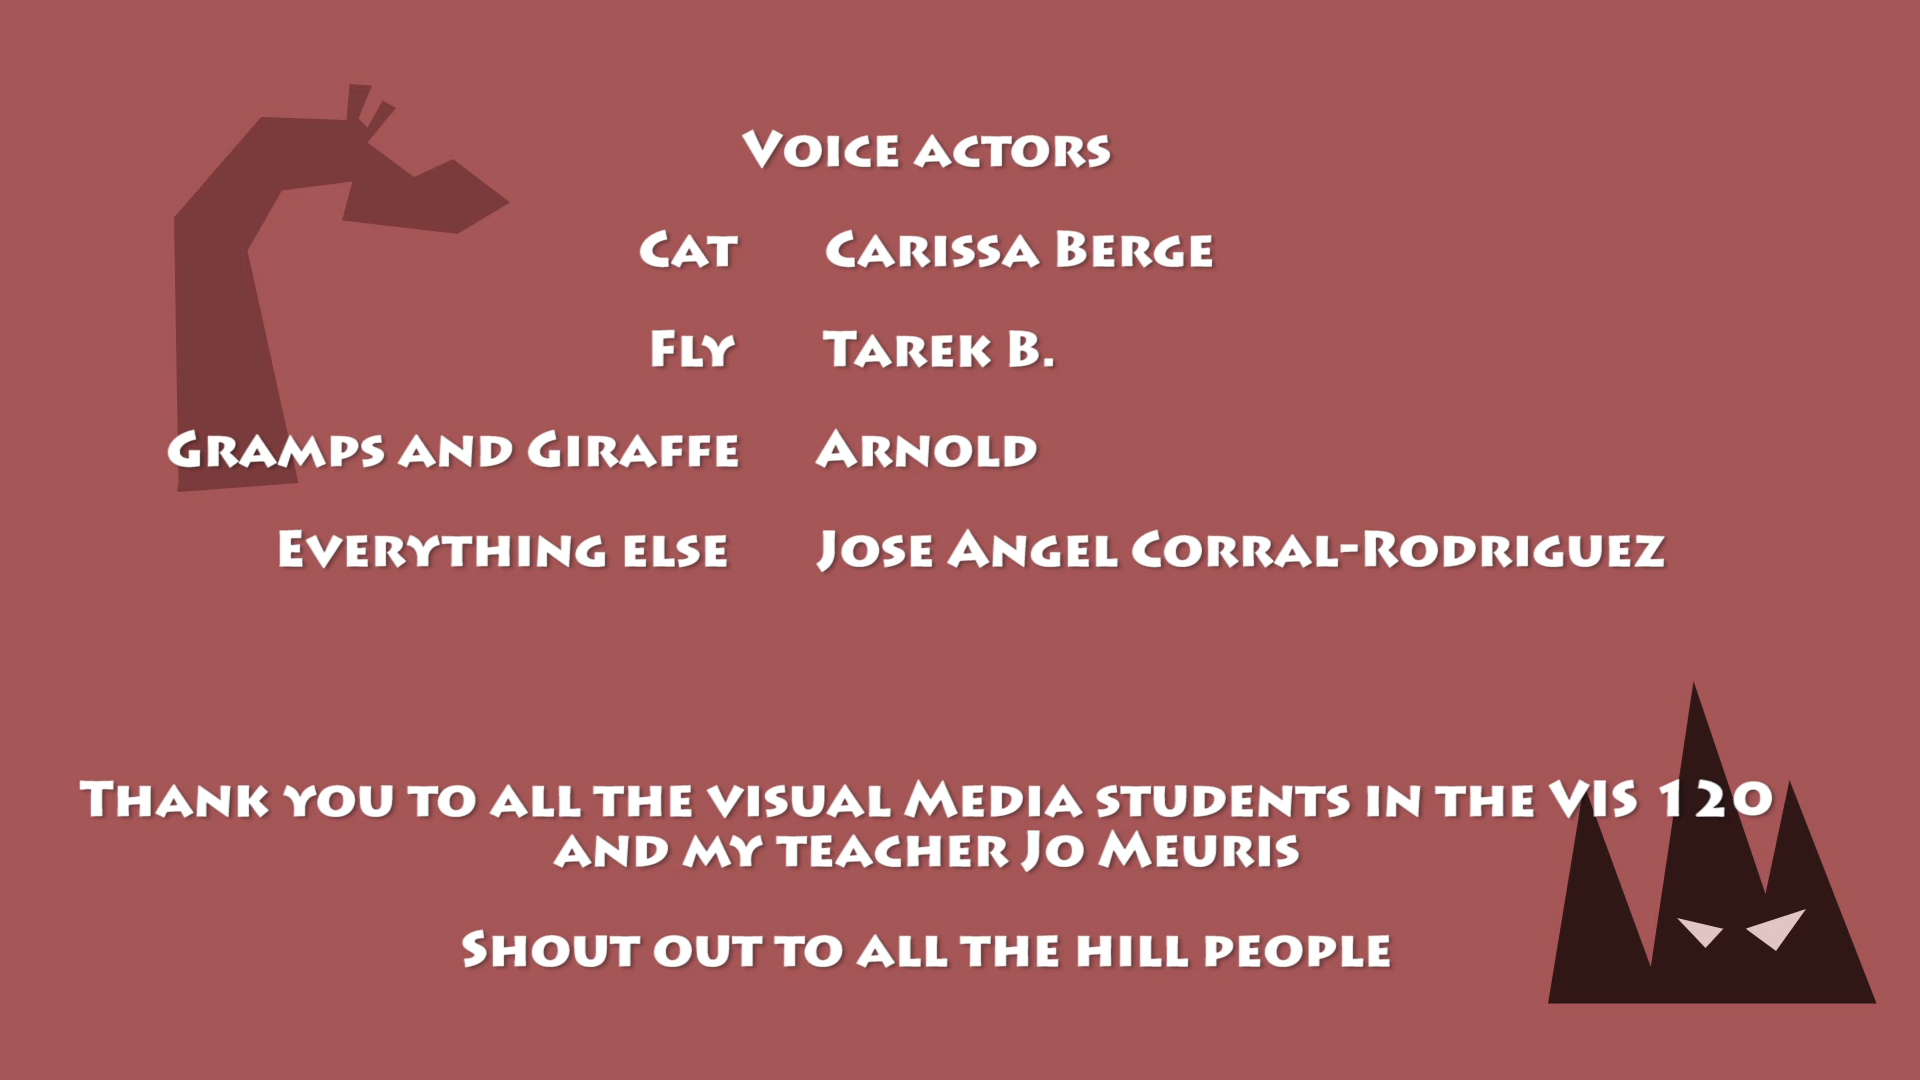 Voice actors
Cat Carissa Berge
Fly Tarek B.
Gramps and Giraffe Arnold
Everything else Jose Angel Corral-Rodriguez
Thank you to all the visual Media students in the VIS 120
and my teacher Jo Meuris
Shout out to all the hill people